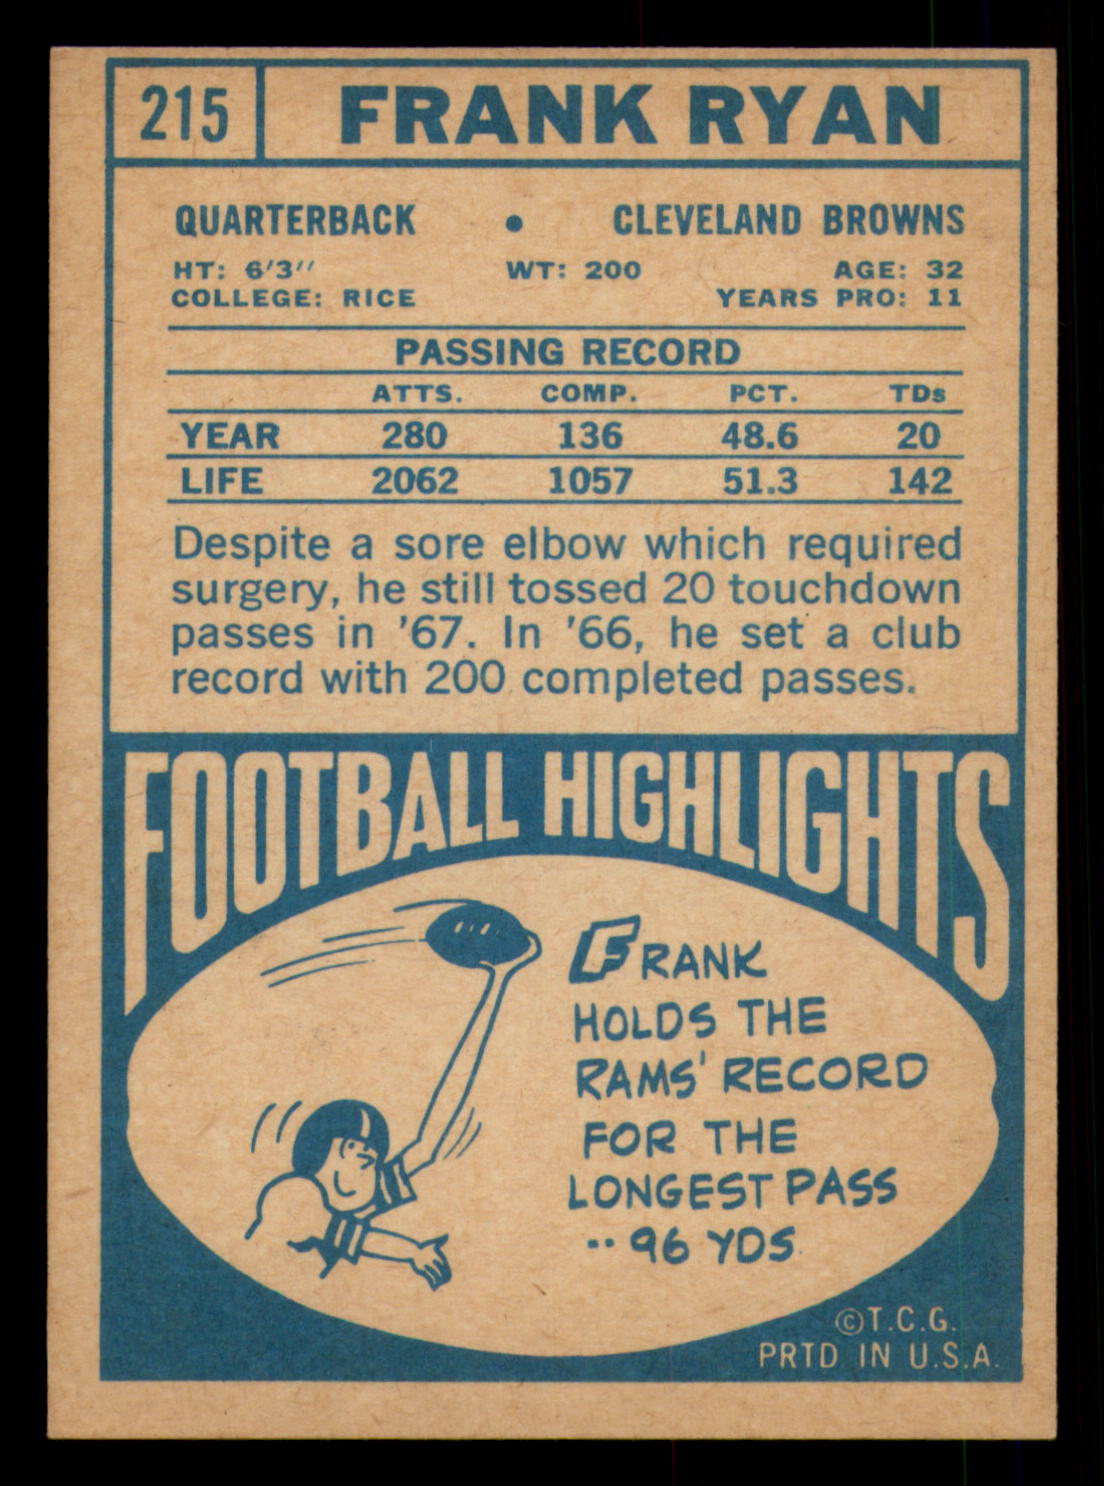 215 FRANK RYAN
QUARTERBACK • CLEVELAND BROWNS
HT: 6'3" WT: 200 AGE: 32
COLLEGE: RICE YEARS PRO: 11
PASSING RECORD
ATTS. COMP. PCT. TDs
YEAR 280 136 48.6 20
LIFE 2062 1057 51.3 142
Despite a sore elbow which required
surgery, he still tossed 20 touchdown
passes in '67. In '66, he set a club
record with 200 completed passes.
FOOTBALL HIGHLIGHTS
FRANK
HOLDS THE
RAMS' RECORD
FOR THE
LONGEST PASS
..96 YDS.
©T.C.G.
PRTD IN U.S.A.